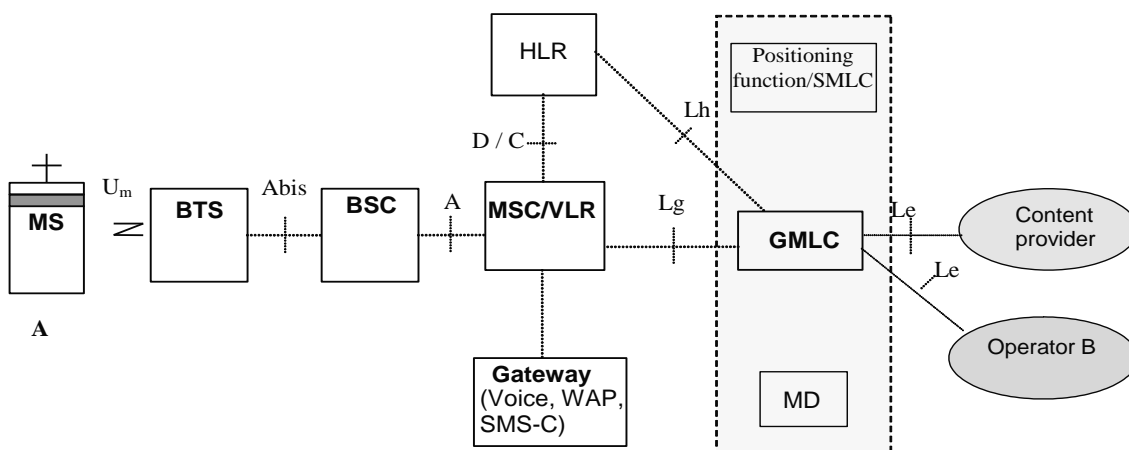 HLR
Positioning
function/SMLC
Lh
D / C
Um
Abis
A
Lg
Le
MS
BTS
BSC
MSC/VLR
GMLC
Content
provider
Le
A
Operator B
Gateway
(Voice, WAP,
SMS-C)
MD